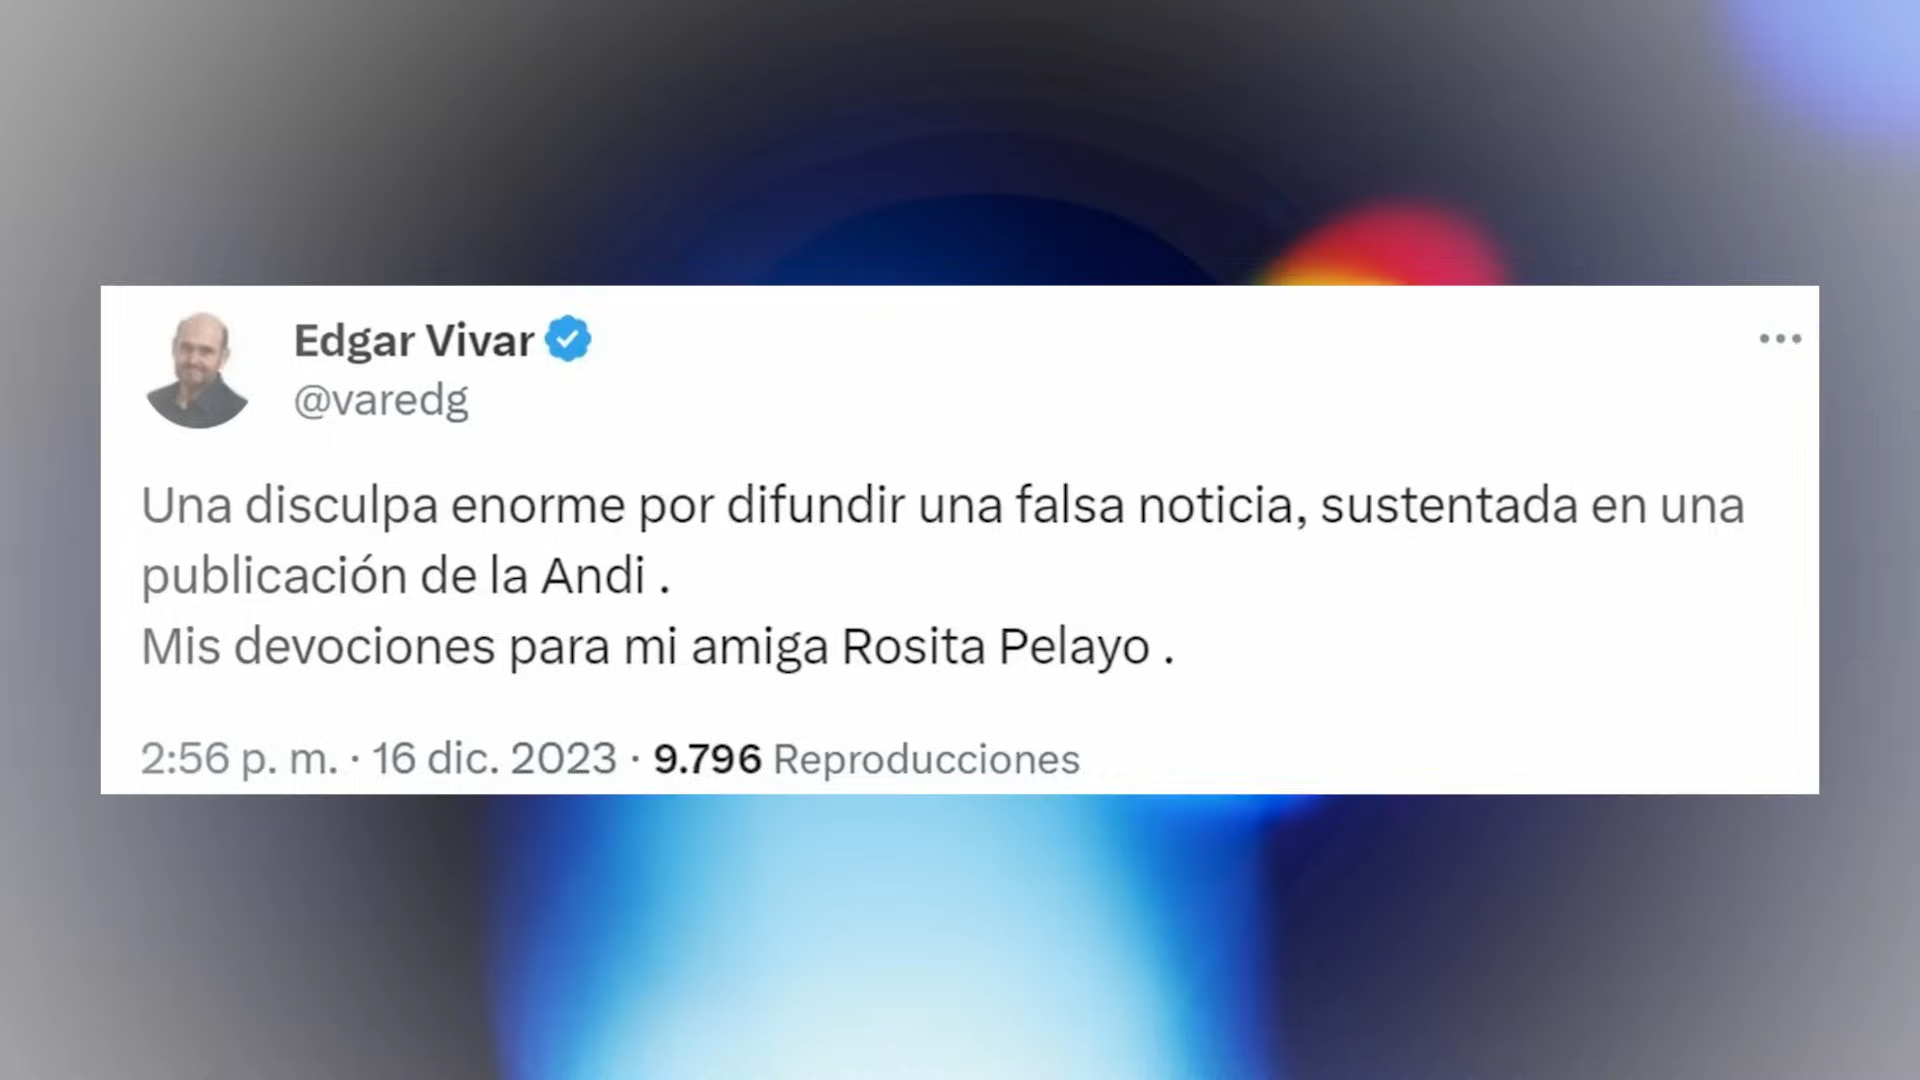 Edgar Vivar
@varedg
Una disculpa enorme por difundir una falsa noticia, sustentada en una
publicación de la Andi .
Mis devociones para mi amiga Rosita Pelayo .
2:56 p. m. · 16 dic. 2023 · 9.796 Reproducciones